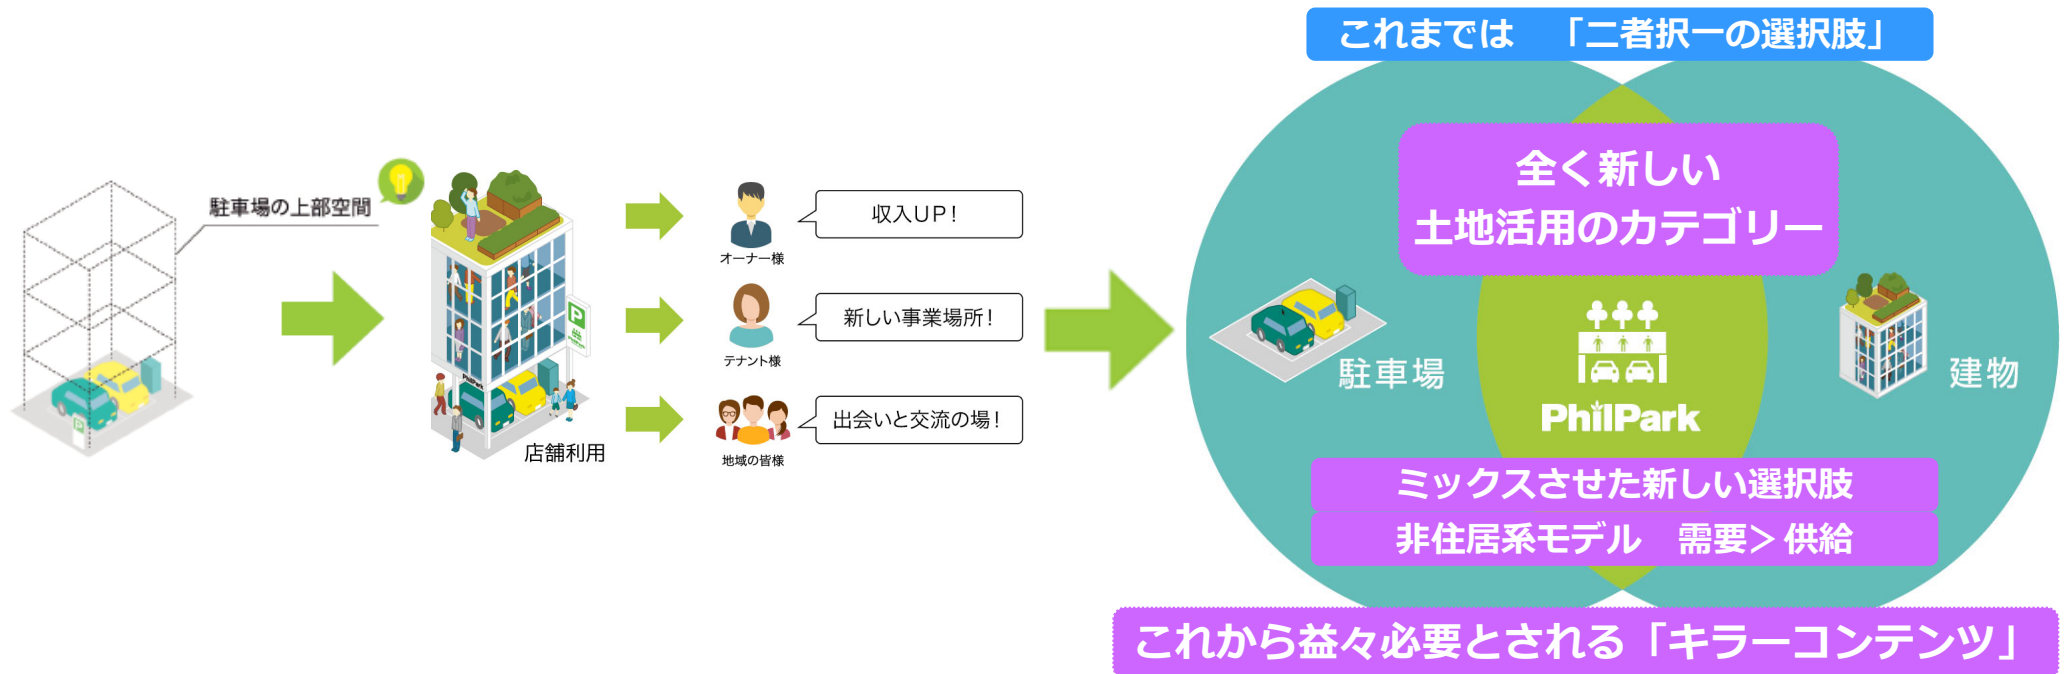 駐車場の上部空間
店舗利用
オーナー様
収入UP！
テナント様
新しい事業場所！
地域の皆様
出会いと交流の場！
これまでは　「二者択一の選択肢」
全く新しい
土地活用のカテゴリー
駐車場
PhilPark
建物
ミックスさせた新しい選択肢
非住居系モデル　需要＞供給
これから益々必要とされる「キラーコンテンツ」
P
PhilPark